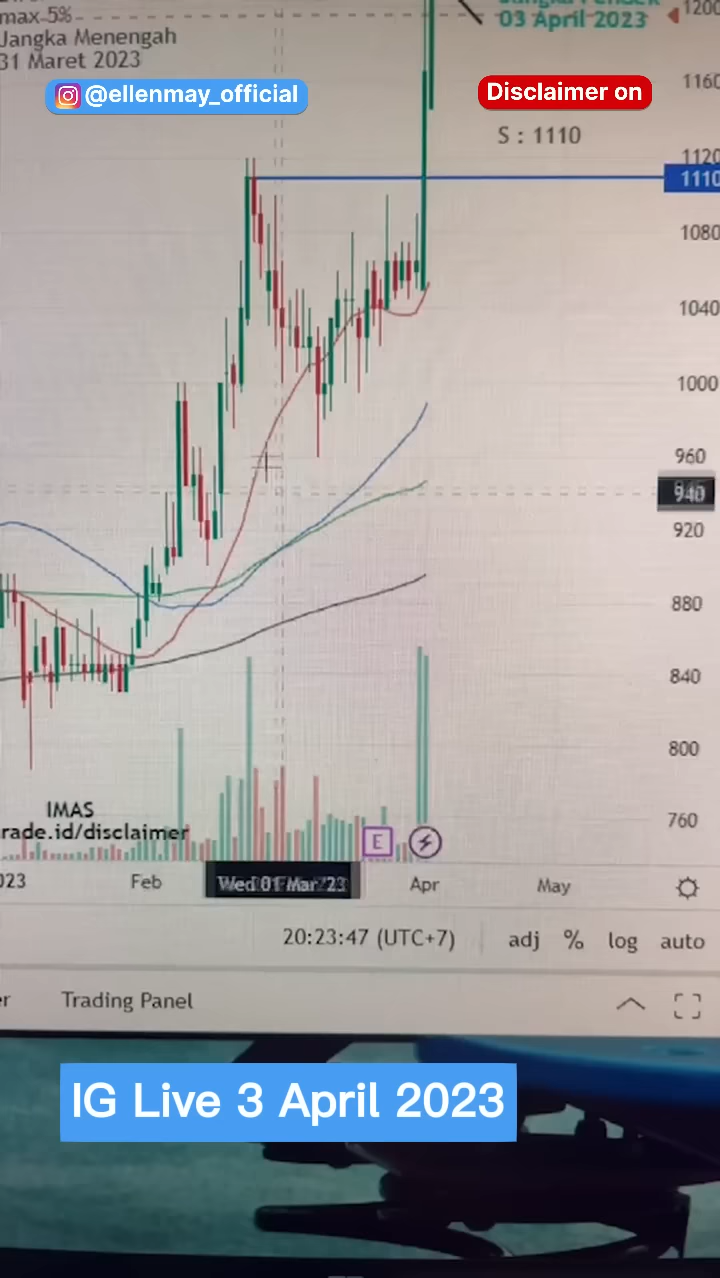 max 5%
Jangka Menengah
31 Maret 2023
03 April 2023
1200
@ellenmay_official
Disclaimer on
1160
S : 1110
1120
1110
1080
1040
1000
960
940
920
880
840
800
760
IMAS
rade.id/disclaimer
E
023
Feb
Wed 01 Mar '23
Apr
May
20:23:47 (UTC+7)
adj % log auto
er
Trading Panel
IG Live 3 April 2023